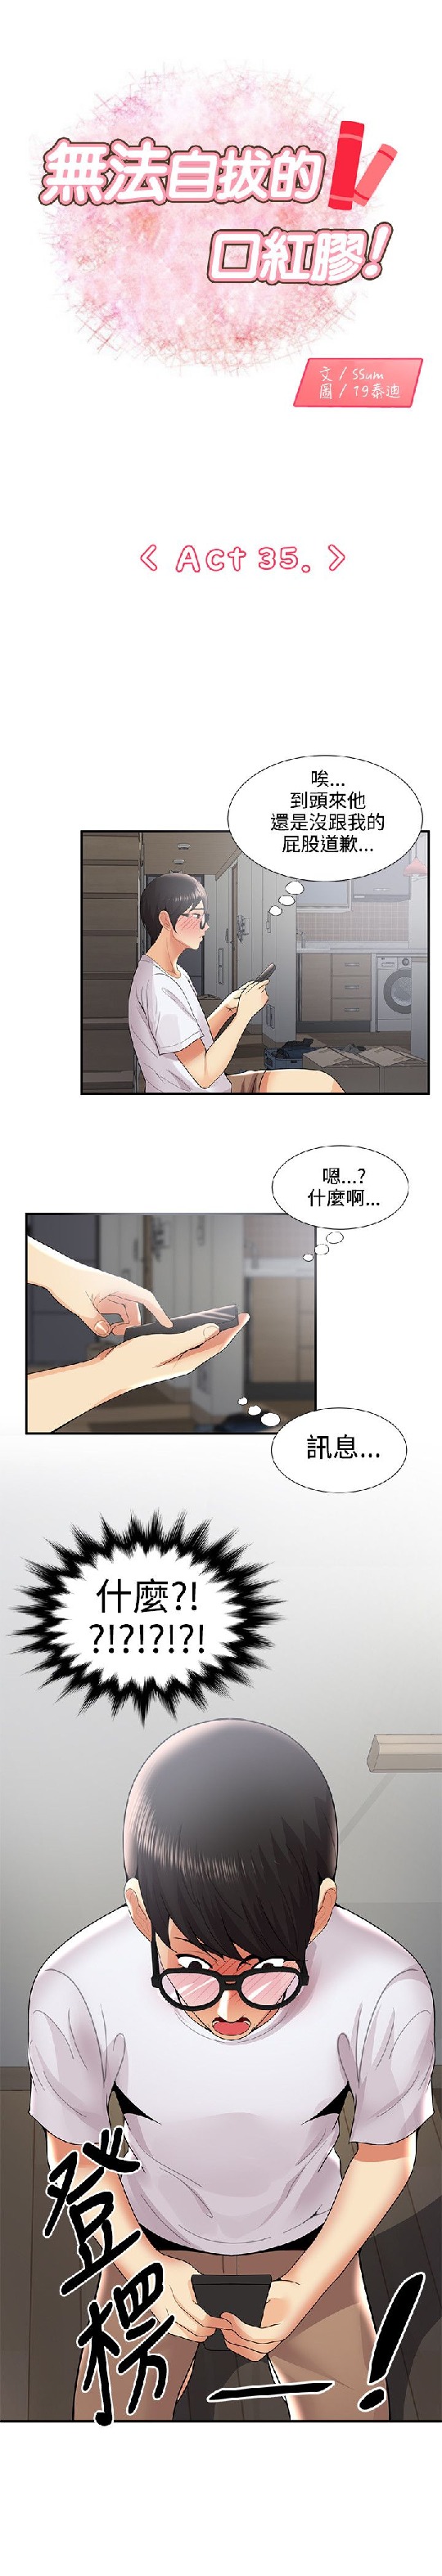 無法自拔的
口紅膠!
文 / SSum
圖 / 19泰迪
< Act 35. >
唉...
到頭來他
還是沒跟我的
屁股道歉...
嗯...?
什麼啊...
訊息...
什麼?!
?!?!?!?!
登愣—!